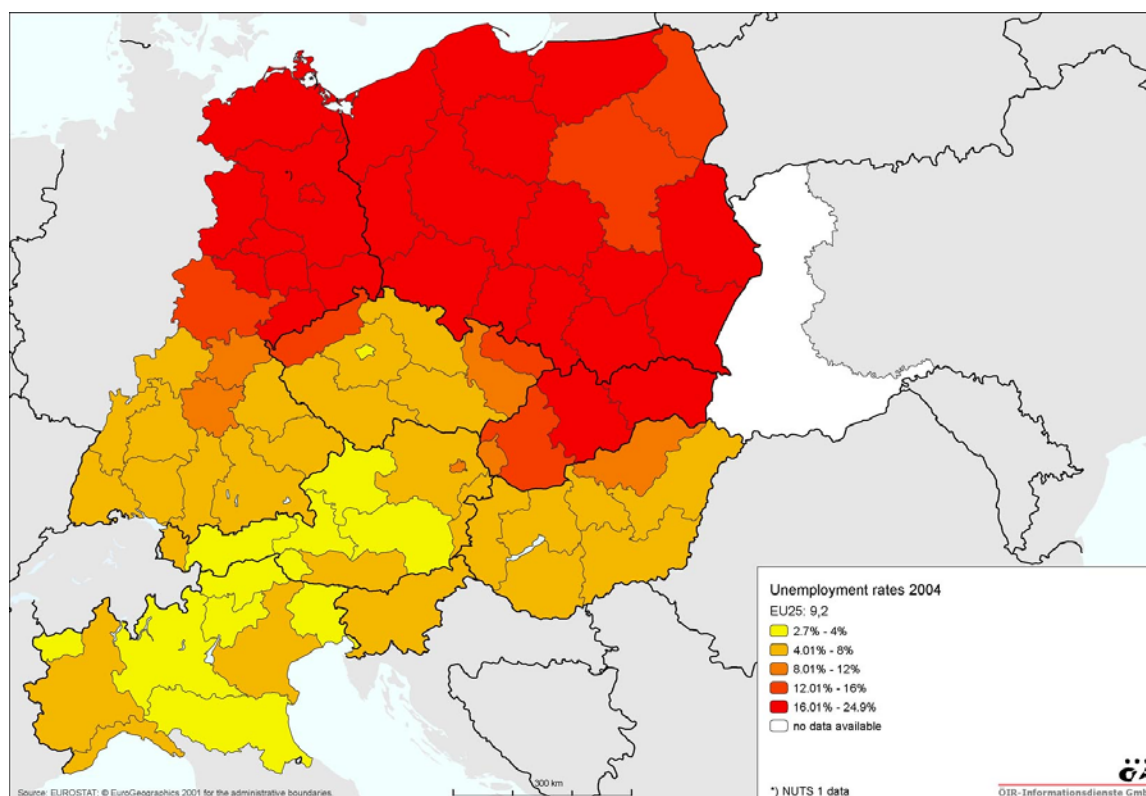 Unemployment rates 2004
EU25: 9,2
2.7% - 4%
4.01% - 8%
8.01% - 12%
12.01% - 16%
16.01% - 24.9%
no data available
300 km
Source: EUROSTAT; © EuroGeographics 2001 for the administrative boundaries.
*) NUTS 1 data
ÖIR-Informationsdienste